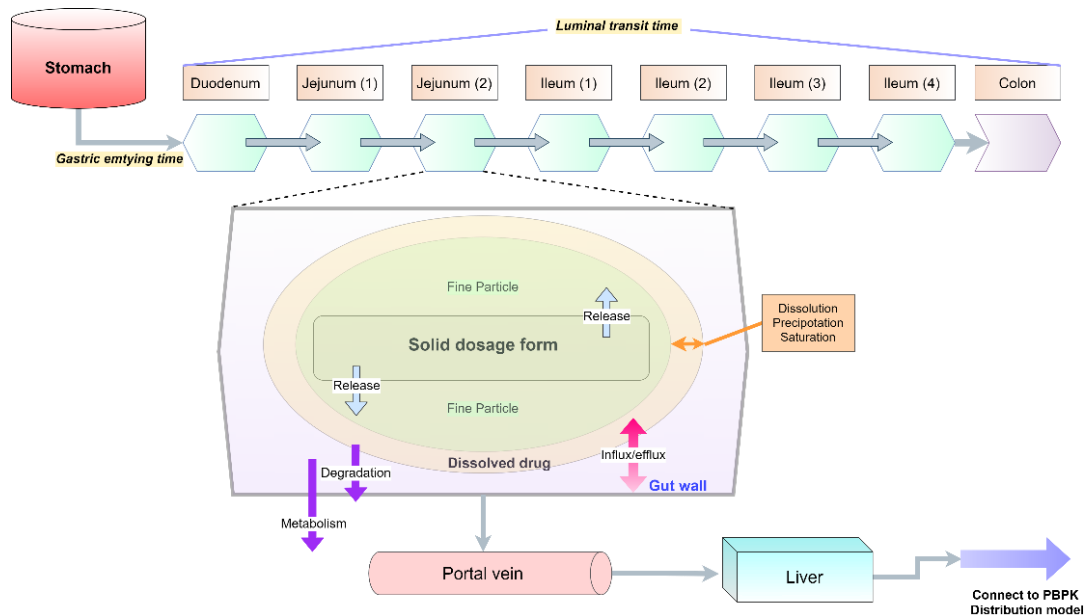 Luminal transit time
Stomach
Duodenum
Jejunum (1)
Jejunum (2)
Ileum (1)
Ileum (2)
Ileum (3)
Ileum (4)
Colon
Gastric emtying time
Fine Particle
Release
Solid dosage form
Release
Fine Particle
Dissolution
Precipotation
Saturation
Dissolved drug
Influx/efflux
Degradation
Gut wall
Metabolism
Portal vein
Liver
Connect to PBPK
Distribution model